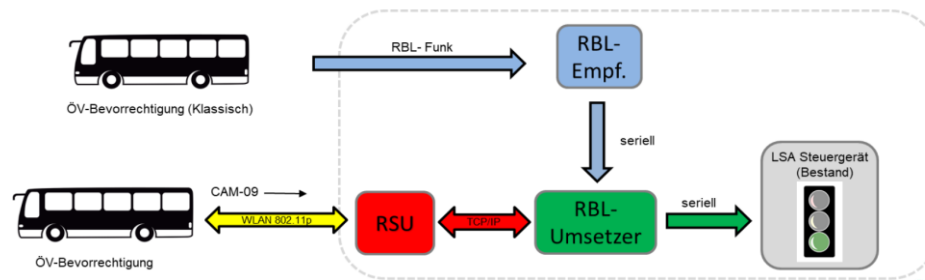 RBL- Funk
RBL-
Empf.
ÖV-Bevorrechtigung (Klassisch)
seriell
LSA Steuergerät
(Bestand)
CAM-09
WLAN 802.11p
RSU
TCP/IP
RBL-
Umsetzer
seriell
ÖV-Bevorrechtigung